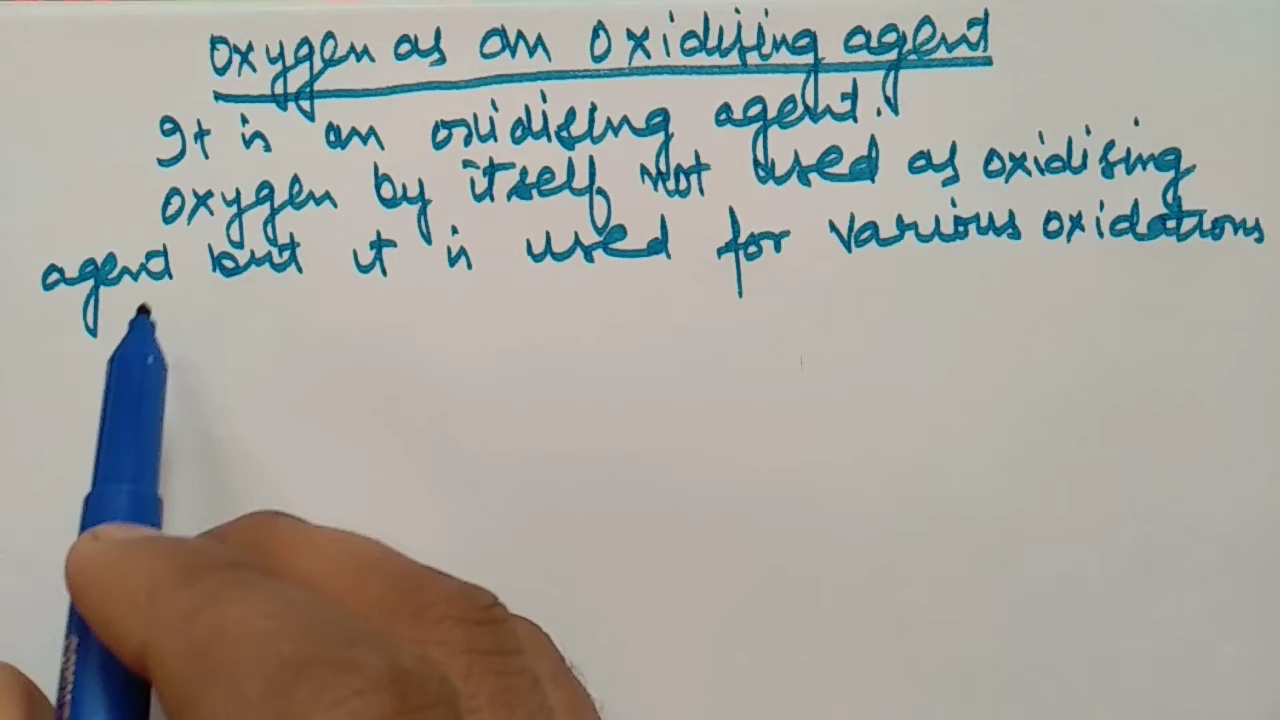 oxygen as an oxidising agent
It is an oxidising agent.
oxygen by itself not used as oxidising
agent but it is used for various oxidations